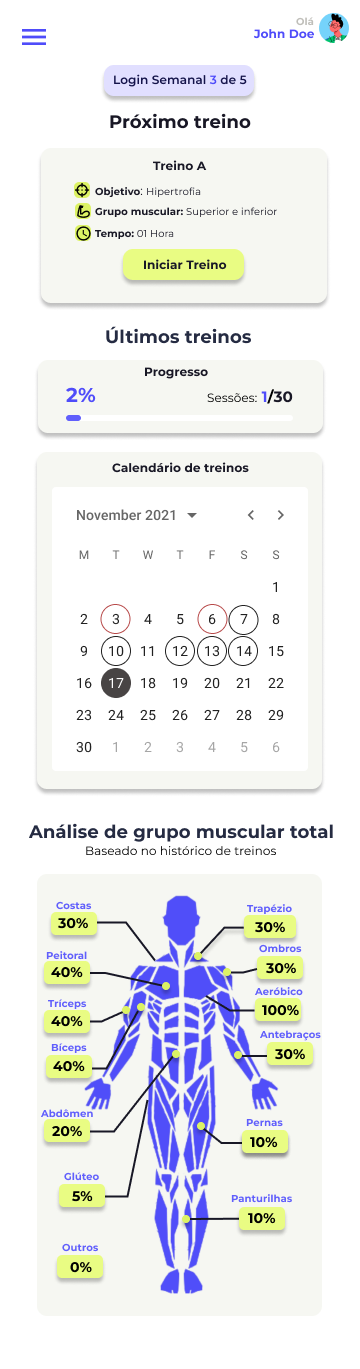 Olá
John Doe
Login Semanal 3 de 5
Próximo treino
Treino A
Objetivo: Hipertrofia
Grupo muscular: Superior e inferior
Tempo: 01 Hora
Iniciar Treino
Últimos treinos
Progresso
2% Sessões: 1/30
Calendário de treinos
November 2021
M T W T F S S
1
2 3 4 5 6 7 8
9 10 11 12 13 14 15
16 17 18 19 20 21 22
23 24 25 26 27 28 29
30 1 2 3 4 5 6
Análise de grupo muscular total
Baseado no histórico de treinos
Costas
30%
Trapézio
30%
Peitoral
40%
Ombros
30%
Tríceps
40%
Aeróbico
100%
Bíceps
40%
Antebraços
30%
Abdômen
20%
Pernas
10%
Glúteo
5%
Panturilhas
10%
Outros
0%